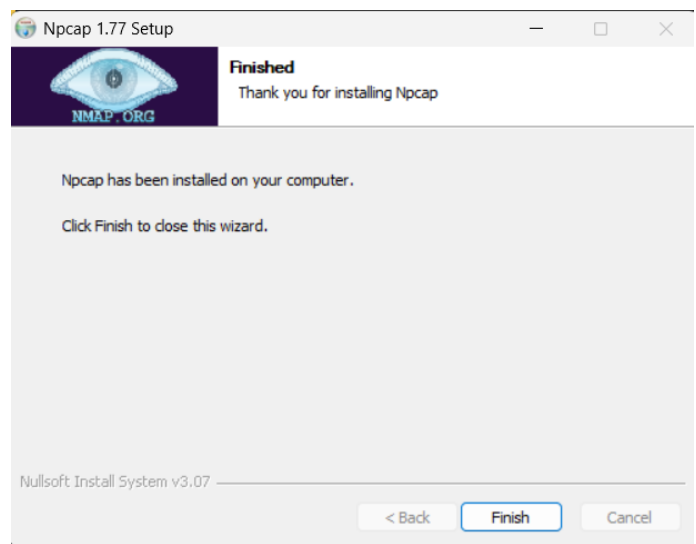 Npcap 1.77 Setup
NMAP.ORG
Finished
Thank you for installing Npcap
Npcap has been installed on your computer.
Click Finish to close this wizard.
Nullsoft Install System v3.07
< Back
Finish
Cancel